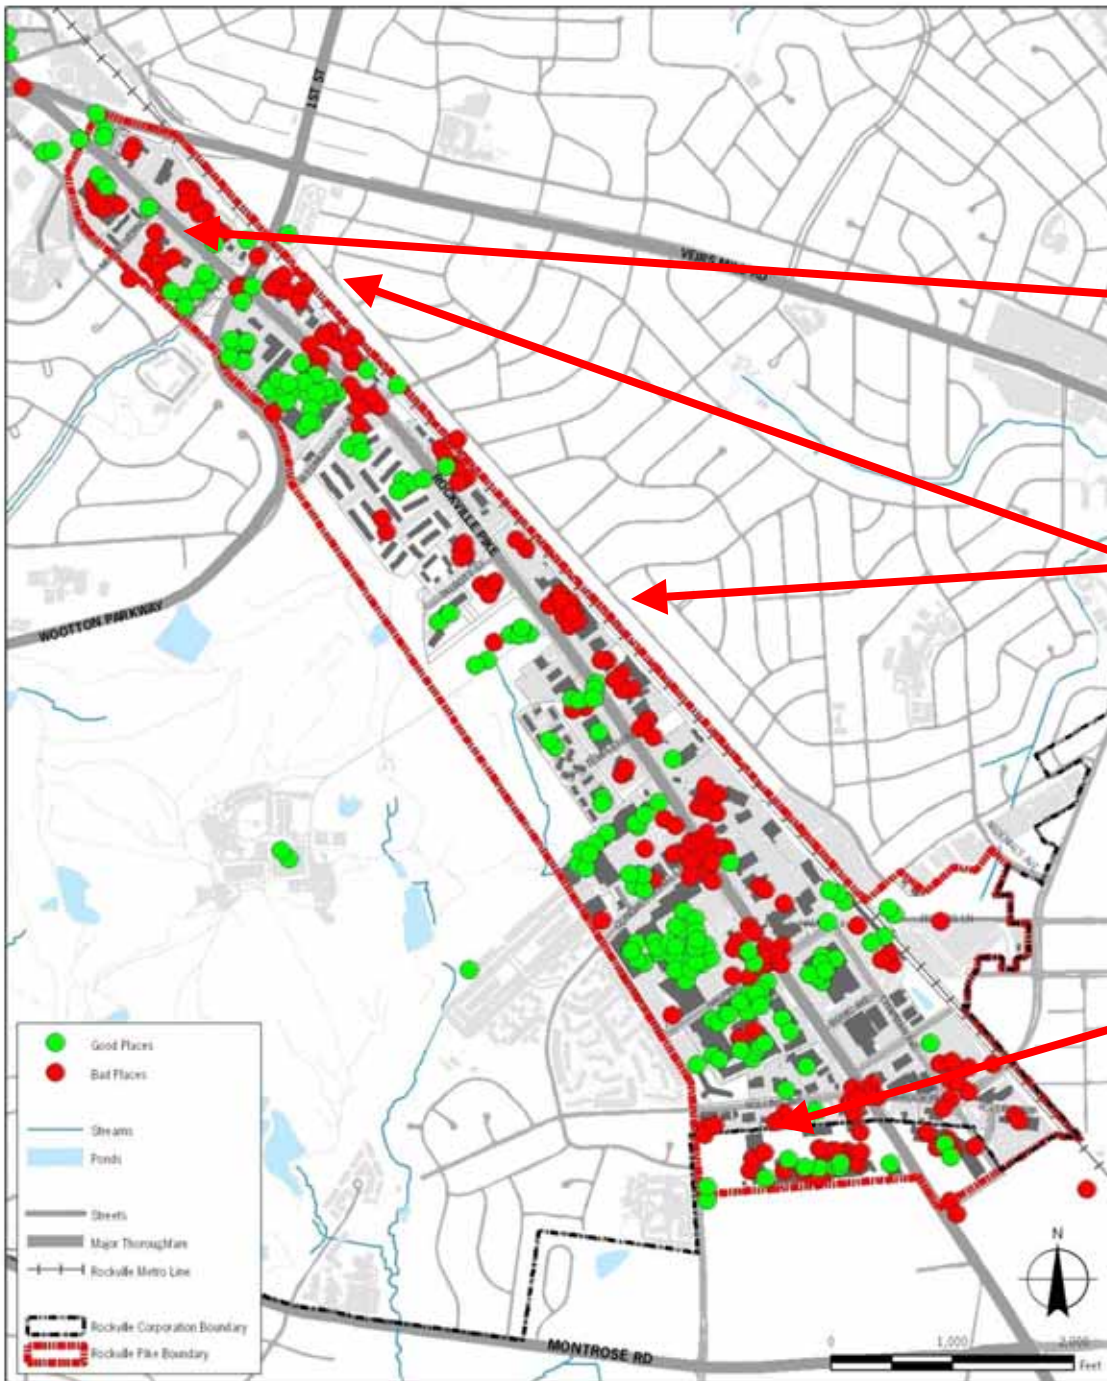 1ST ST
VEIRS MILL RD
ROCKVILLE PIKE
WOOTTON PARKWAY
Good Places
Bad Places
Streams
Ponds
Streets
Major Thoroughfare
Rockville Metro Line
Rockville Corporation Boundary
Rockville Pike Boundary
MONTROSE RD
N
0 1,000 2,000
Feet